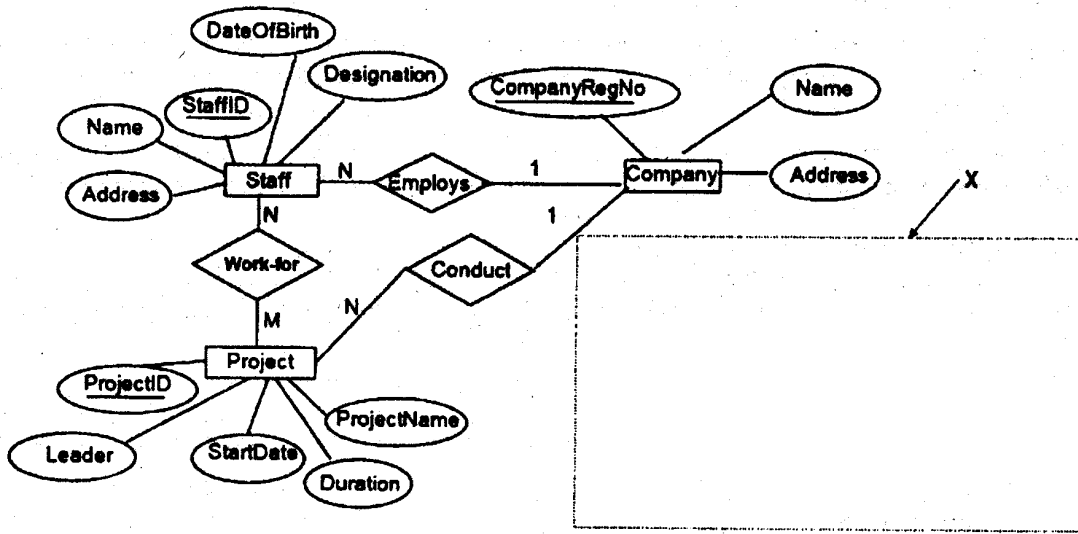 DateOfBirth
Designation
CompanyRegNo
Name
StaffID
Name
Address
Staff
N
Employs
1
Company
Address
X
N
1
Work-for
Conduct
M
N
Project
ProjectID
ProjectName
Leader
StartDate
Duration